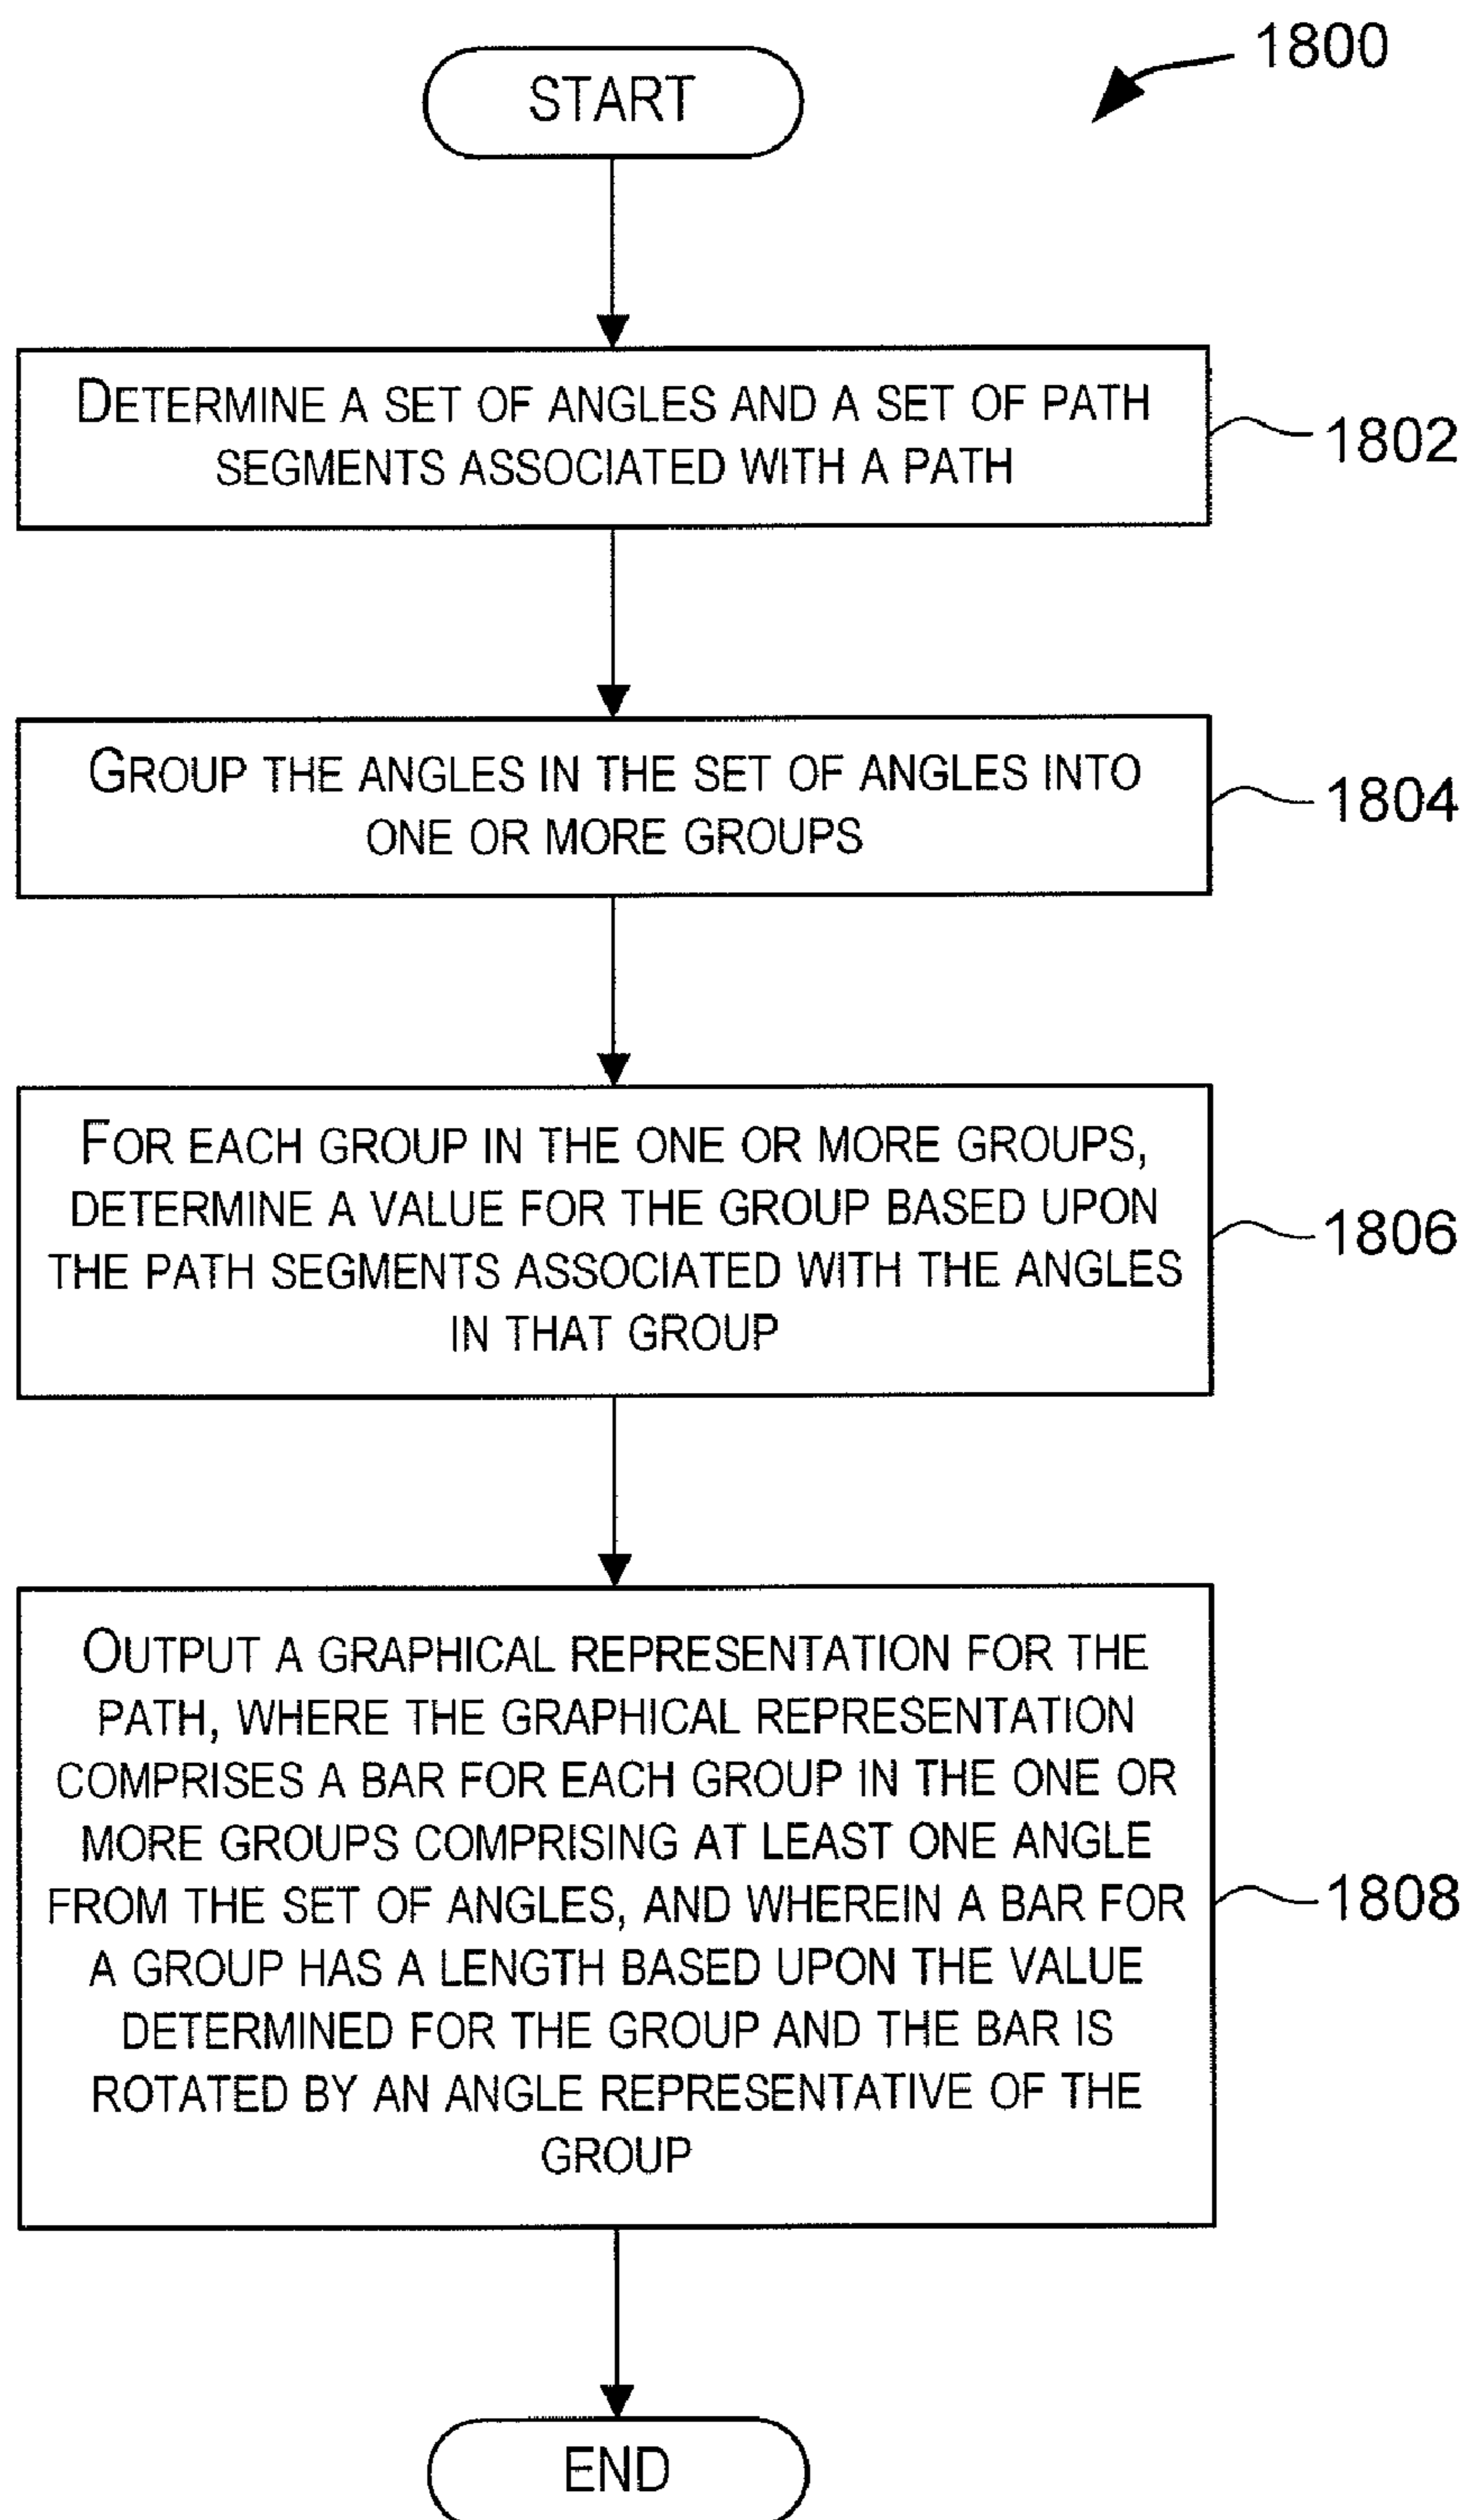 1800
START
DETERMINE A SET OF ANGLES AND A SET OF PATH
SEGMENTS ASSOCIATED WITH A PATH
1802
GROUP THE ANGLES IN THE SET OF ANGLES INTO
ONE OR MORE GROUPS
1804
FOR EACH GROUP IN THE ONE OR MORE GROUPS,
DETERMINE A VALUE FOR THE GROUP BASED UPON
THE PATH SEGMENTS ASSOCIATED WITH THE ANGLES
IN THAT GROUP
1806
OUTPUT A GRAPHICAL REPRESENTATION FOR THE
PATH, WHERE THE GRAPHICAL REPRESENTATION
COMPRISES A BAR FOR EACH GROUP IN THE ONE OR
MORE GROUPS COMPRISING AT LEAST ONE ANGLE
FROM THE SET OF ANGLES, AND WHEREIN A BAR FOR
A GROUP HAS A LENGTH BASED UPON THE VALUE
DETERMINED FOR THE GROUP AND THE BAR IS
ROTATED BY AN ANGLE REPRESENTATIVE OF THE
GROUP
1808
END